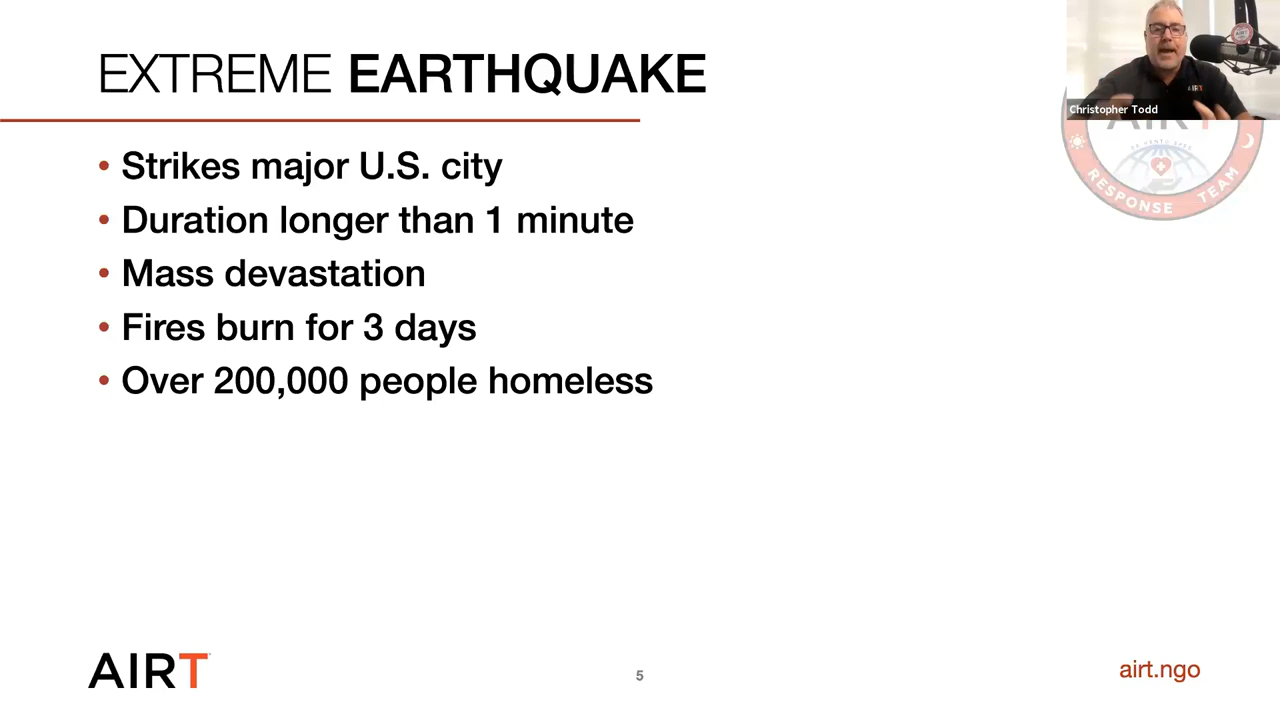 EXTREME EARTHQUAKE
• Strikes major U.S. city
• Duration longer than 1 minute
• Mass devastation
• Fires burn for 3 days
• Over 200,000 people homeless
AIRT
Christopher Todd
RESPONSE TEAM
AIRT
5
airt.ngo